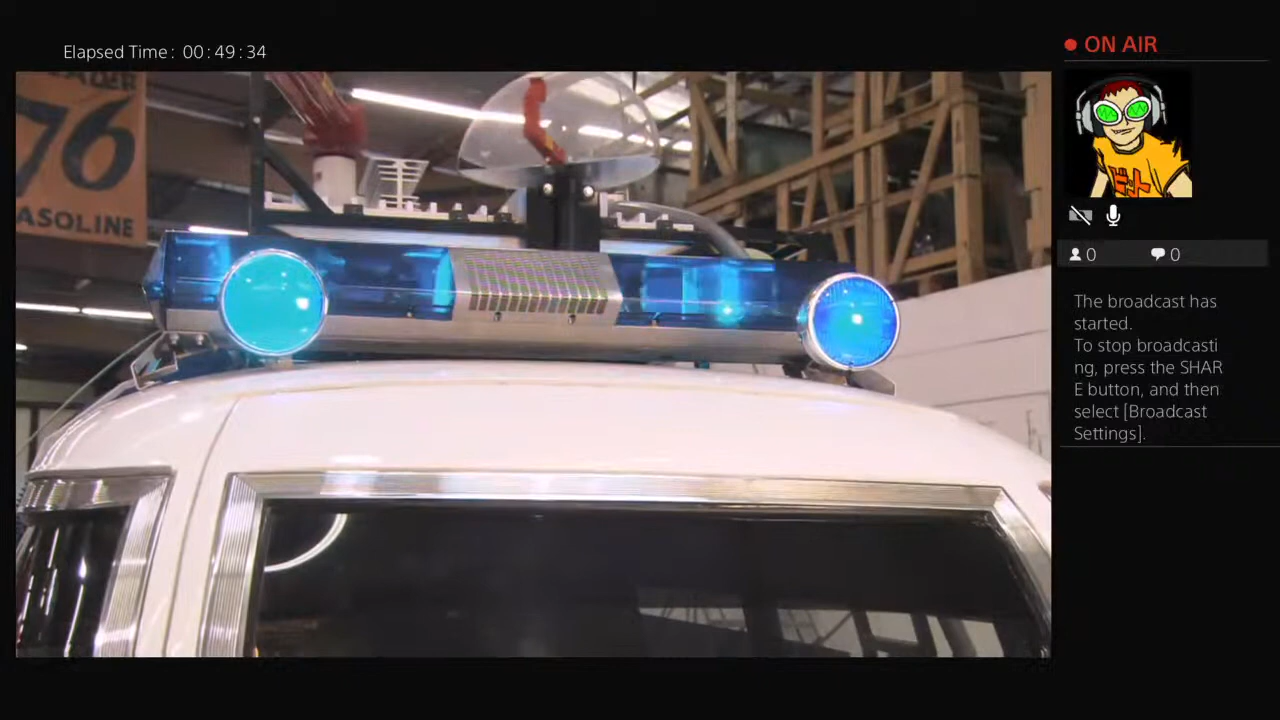 Elapsed Time: 00:49:34
ON AIR
76
ASOLINE
0
0
The broadcast has
started.
To stop broadcasti
ng, press the SHAR
E button, and then
select [Broadcast
Settings].